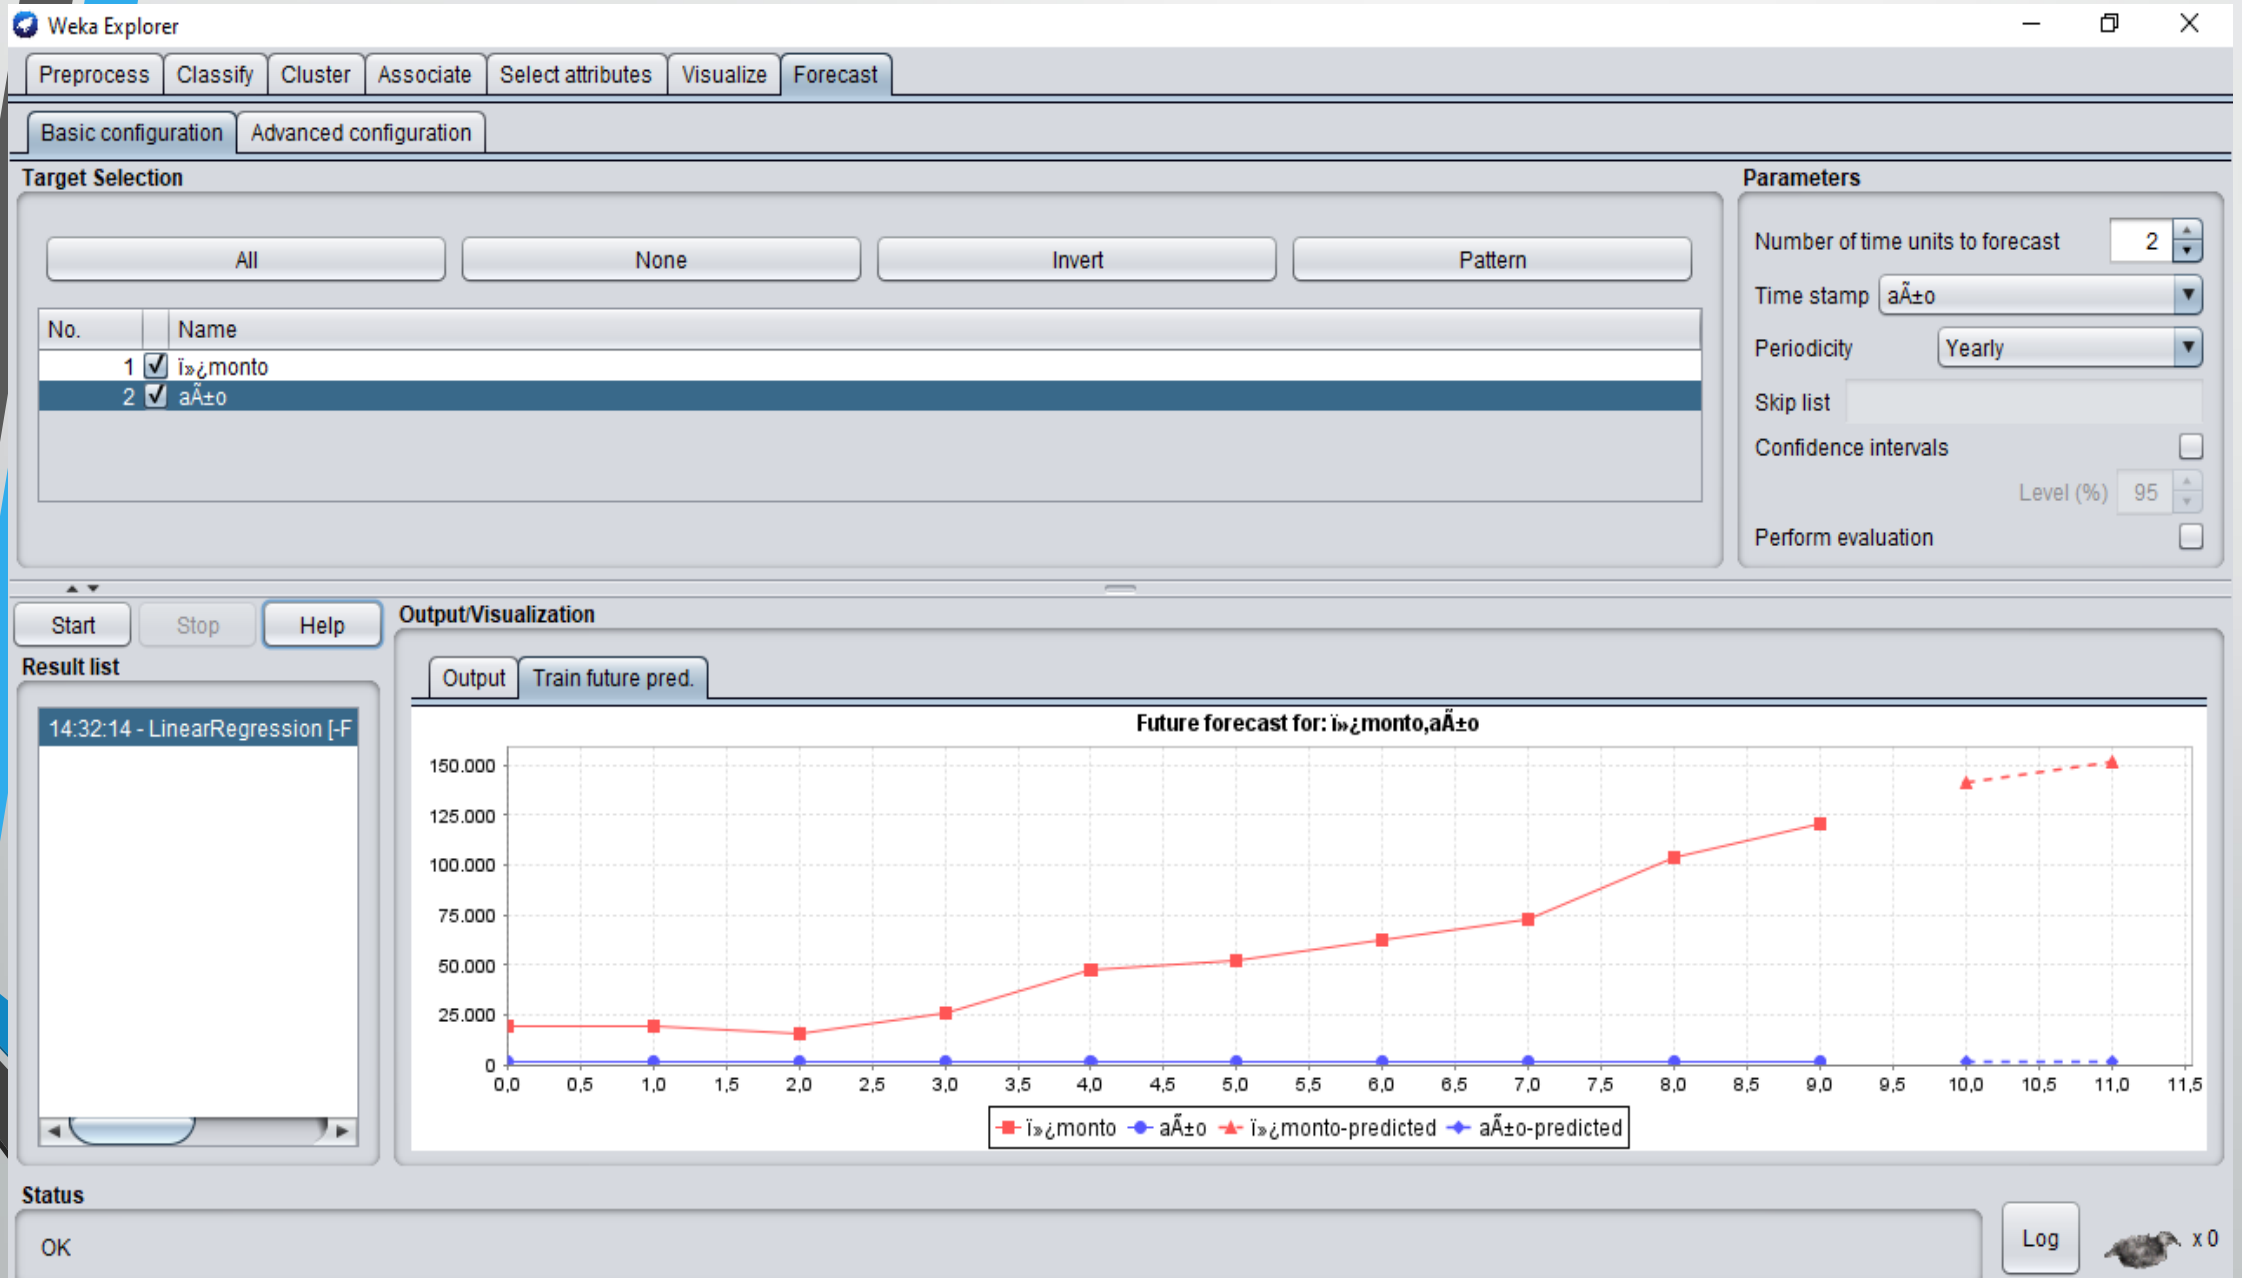 Weka Explorer
Preprocess Classify Cluster Associate Select attributes Visualize Forecast
Basic configuration Advanced configuration
Target Selection
All None Invert Pattern
No. Name
1 ï»¿monto
2 aÃ±o
Parameters
Number of time units to forecast 2
Time stamp aÃ±o
Periodicity Yearly
Skip list
Confidence intervals
Level (%) 95
Perform evaluation
Start Stop Help
Result list
14:32:14 - LinearRegression [-F
Output/Visualization
Output Train future pred.
Future forecast for: ï»¿monto,aÃ±o
150.000
125.000
100.000
75.000
50.000
25.000
0
0,0 0,5 1,0 1,5 2,0 2,5 3,0 3,5 4,0 4,5 5,0 5,5 6,0 6,5 7,0 7,5 8,0 8,5 9,0 9,5 10,0 10,5 11,0 11,5
ï»¿monto aÃ±o ï»¿monto-predicted aÃ±o-predicted
Status
OK
Log x 0